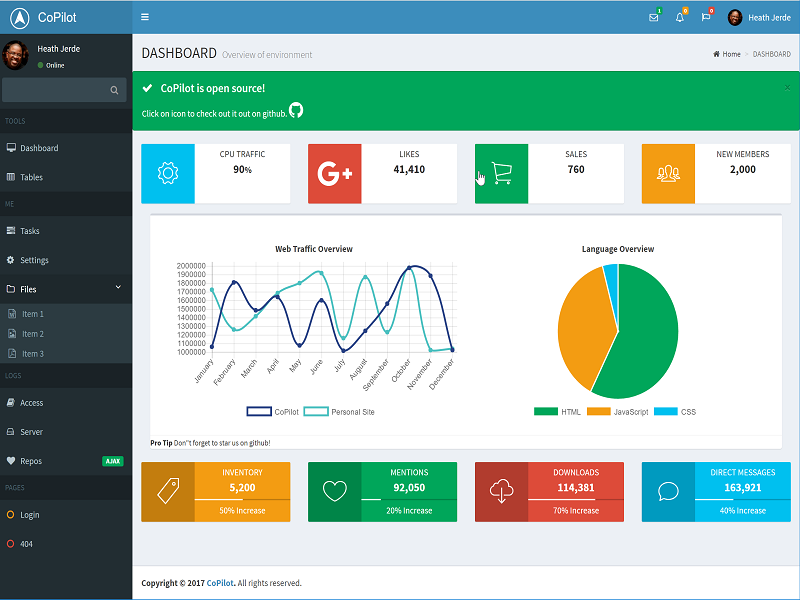 CoPilot
1
0
0
Heath Jerde
Heath Jerde
Online
TOOLS
Dashboard
Tables
ME
Tasks
Settings
Files
Item 1
Item 2
Item 3
LOGS
Access
Server
Repos AJAX
PAGES
Login
404
DASHBOARD Overview of environment
Home > DASHBOARD
CoPilot is open source! ×
Click on icon to check out it out on github.
CPU TRAFFIC
90%
G+
LIKES
41,410
SALES
760
NEW MEMBERS
2,000
Web Traffic Overview
2000000
1900000
1800000
1700000
1600000
1500000
1400000
1300000
1200000
1100000
1000000
January
February
March
April
May
June
July
August
September
October
November
December
CoPilot Personal Site
Language Overview
HTML JavaScript CSS
Pro Tip Don''t forget to star us on github!
INVENTORY
5,200
50% Increase
MENTIONS
92,050
20% Increase
DOWNLOADS
114,381
70% Increase
DIRECT MESSAGES
163,921
40% Increase
Copyright © 2017 CoPilot. All rights reserved.